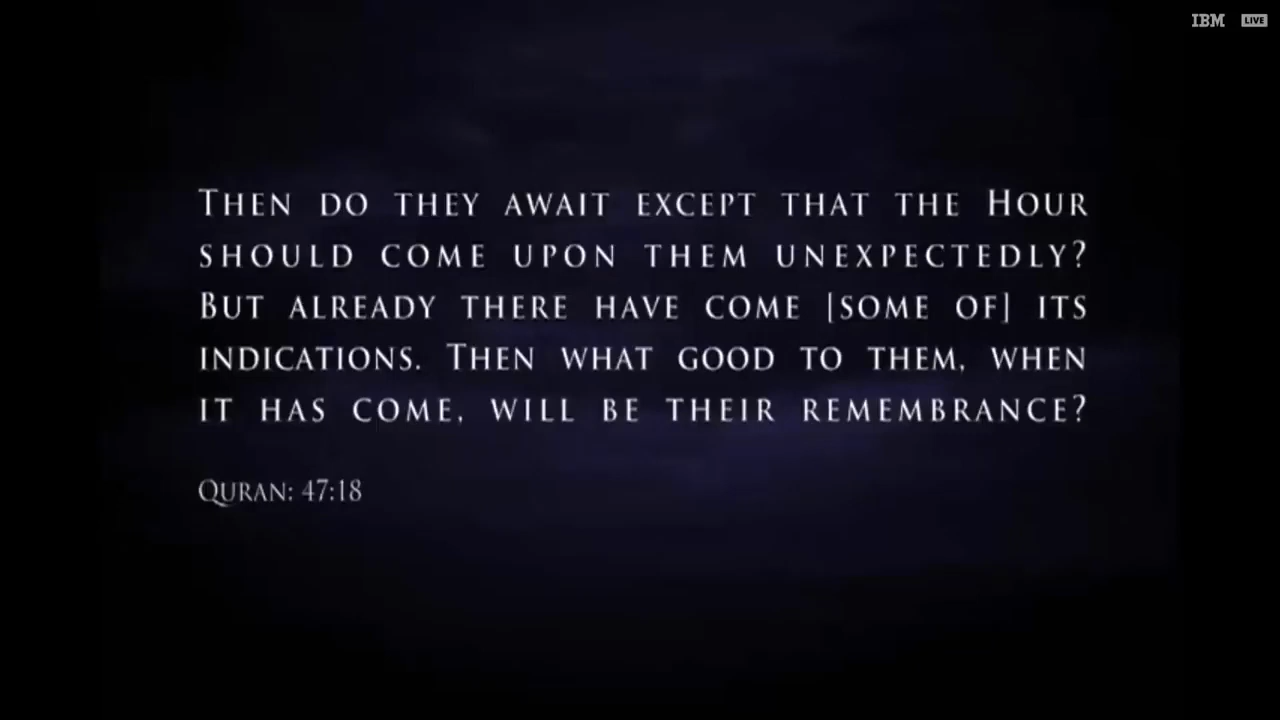 IBM LIVE
Then do they await except that the Hour
should come upon them unexpectedly?
But already there have come [some of] its
indications. Then what good to them, when
it has come, will be their remembrance?
Quran: 47:18